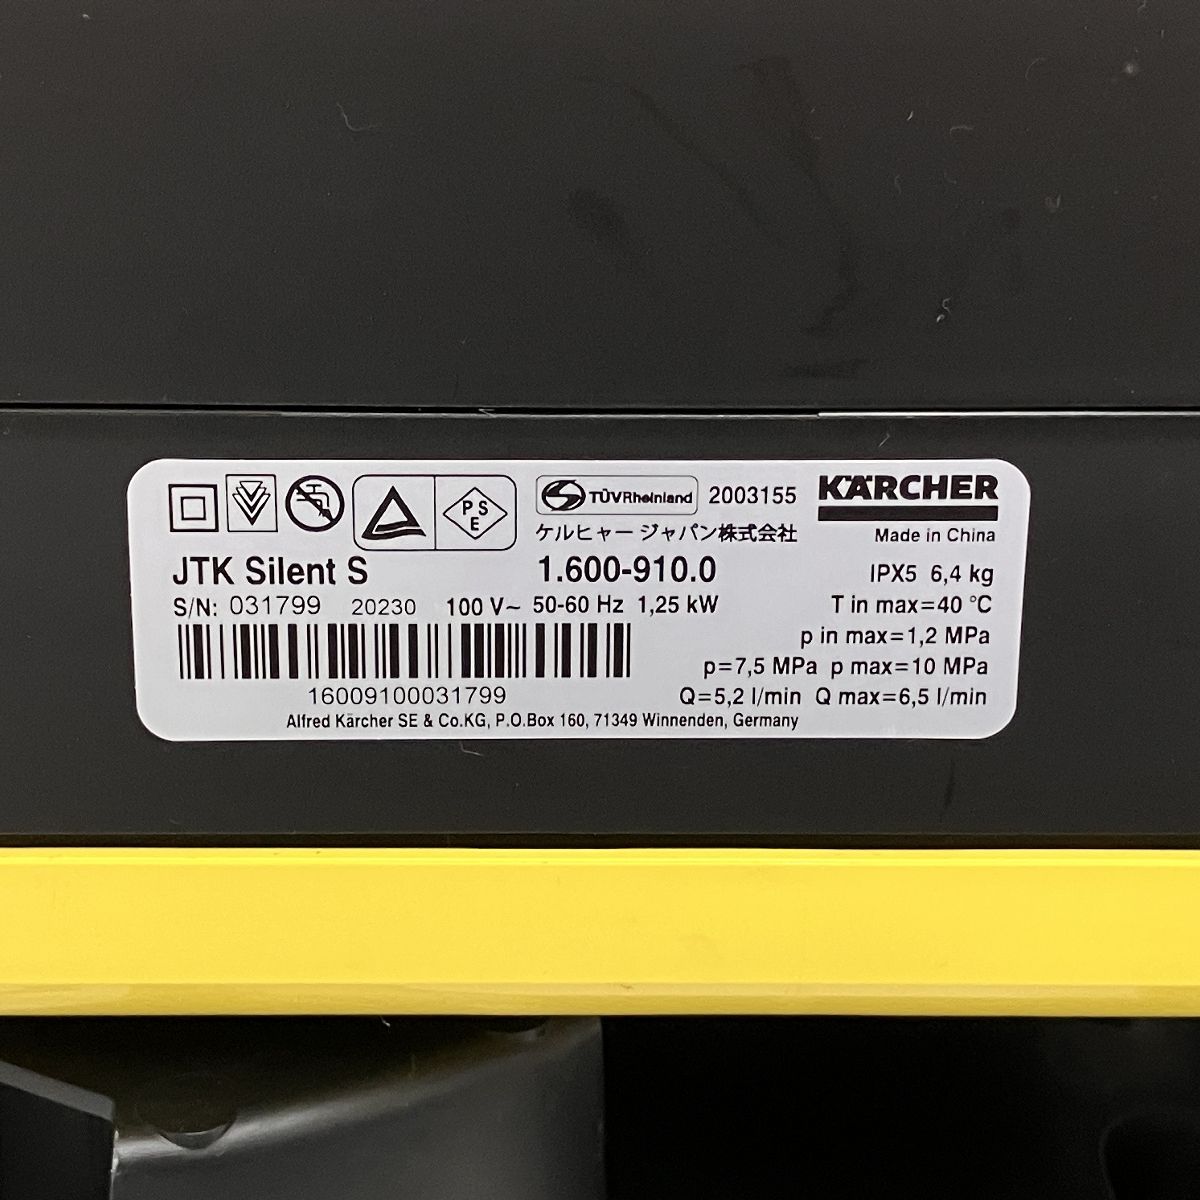 PS
E
TÜVRheinland 2003155 KÄRCHER
ケルヒャー ジャパン株式会社 Made in China
JTK Silent S 1.600-910.0 IPX5 6,4 kg
S/N: 031799 20230 100 V~ 50-60 Hz 1,25 kW T in max=40 °C
p in max=1,2 MPa
p=7,5 MPa p max=10 MPa
16009100031799 Q=5,2 l/min Q max=6,5 l/min
Alfred Kärcher SE & Co.KG, P.O.Box 160, 71349 Winnenden, Germany